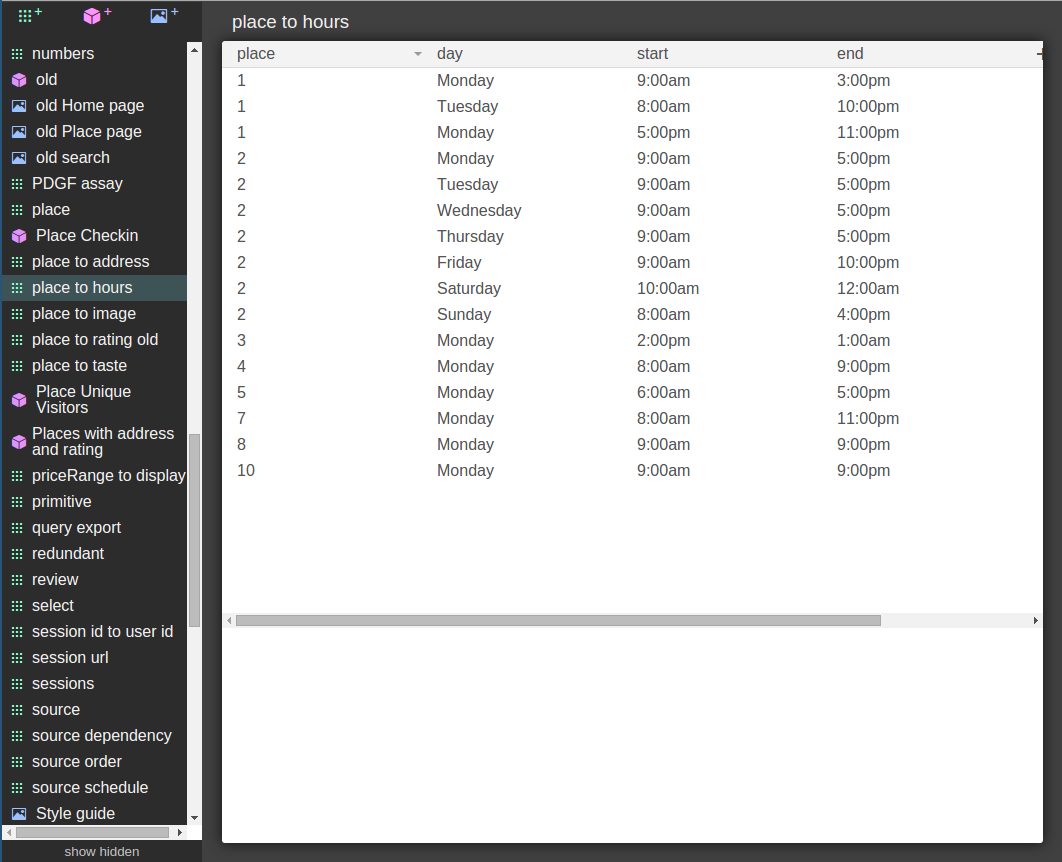 numbers
old
old Home page
old Place page
old search
PDGF assay
place
Place Checkin
place to address
place to hours
place to image
place to rating old
place to taste
Place Unique
Visitors
Places with address
and rating
priceRange to display
primitive
query export
redundant
review
select
session id to user id
session url
sessions
source
source dependency
source order
source schedule
Style guide
show hidden
place to hours
place day start end
1 Monday 9:00am 3:00pm
1 Tuesday 8:00am 10:00pm
1 Monday 5:00pm 11:00pm
2 Monday 9:00am 5:00pm
2 Tuesday 9:00am 5:00pm
2 Wednesday 9:00am 5:00pm
2 Thursday 9:00am 5:00pm
2 Friday 9:00am 10:00pm
2 Saturday 10:00am 12:00am
2 Sunday 8:00am 4:00pm
3 Monday 2:00pm 1:00am
4 Monday 8:00am 9:00pm
5 Monday 6:00am 5:00pm
7 Monday 8:00am 11:00pm
8 Monday 9:00am 9:00pm
10 Monday 9:00am 9:00pm